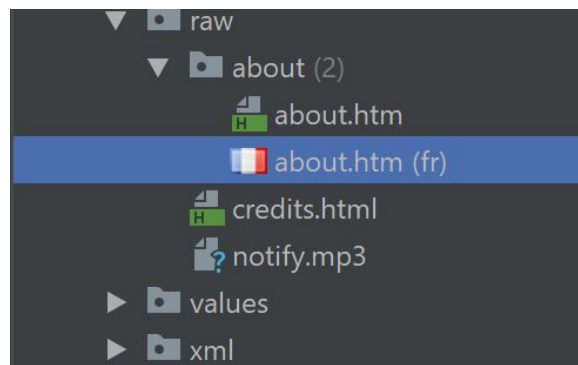 raw
about (2)
about.htm
about.htm (fr)
credits.html
notify.mp3
values
xml